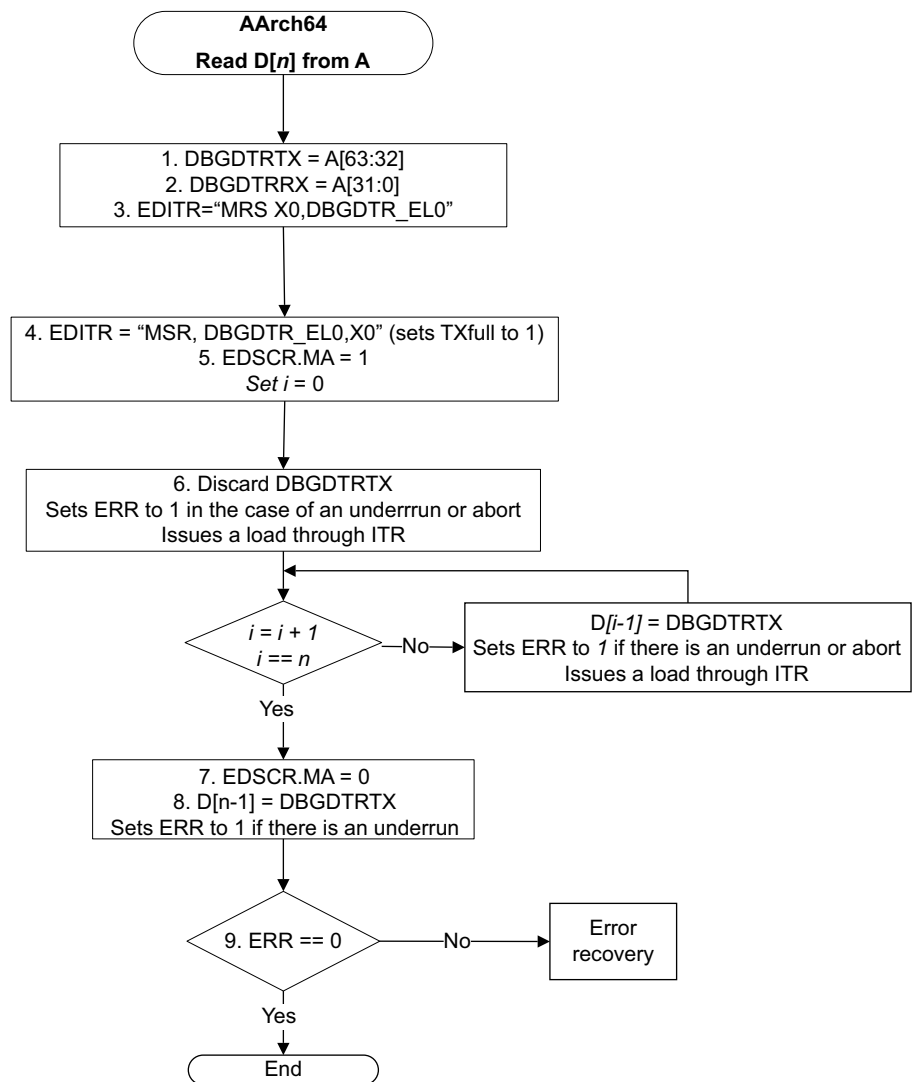 AArch64
Read D[n] from A
1. DBGDTRTX = A[63:32]
2. DBGDTRRX = A[31:0]
3. EDITR=“MRS X0,DBGDTR_EL0”
4. EDITR = “MSR, DBGDTR_EL0,X0” (sets TXfull to 1)
5. EDSCR.MA = 1
Set i = 0
6. Discard DBGDTRTX
Sets ERR to 1 in the case of an underrrun or abort
Issues a load through ITR
i = i + 1
i == n
No
D[i-1] = DBGDTRTX
Sets ERR to 1 if there is an underrun or abort
Issues a load through ITR
Yes
7. EDSCR.MA = 0
8. D[n-1] = DBGDTRTX
Sets ERR to 1 if there is an underrun
9. ERR == 0
No
Error
recovery
Yes
End